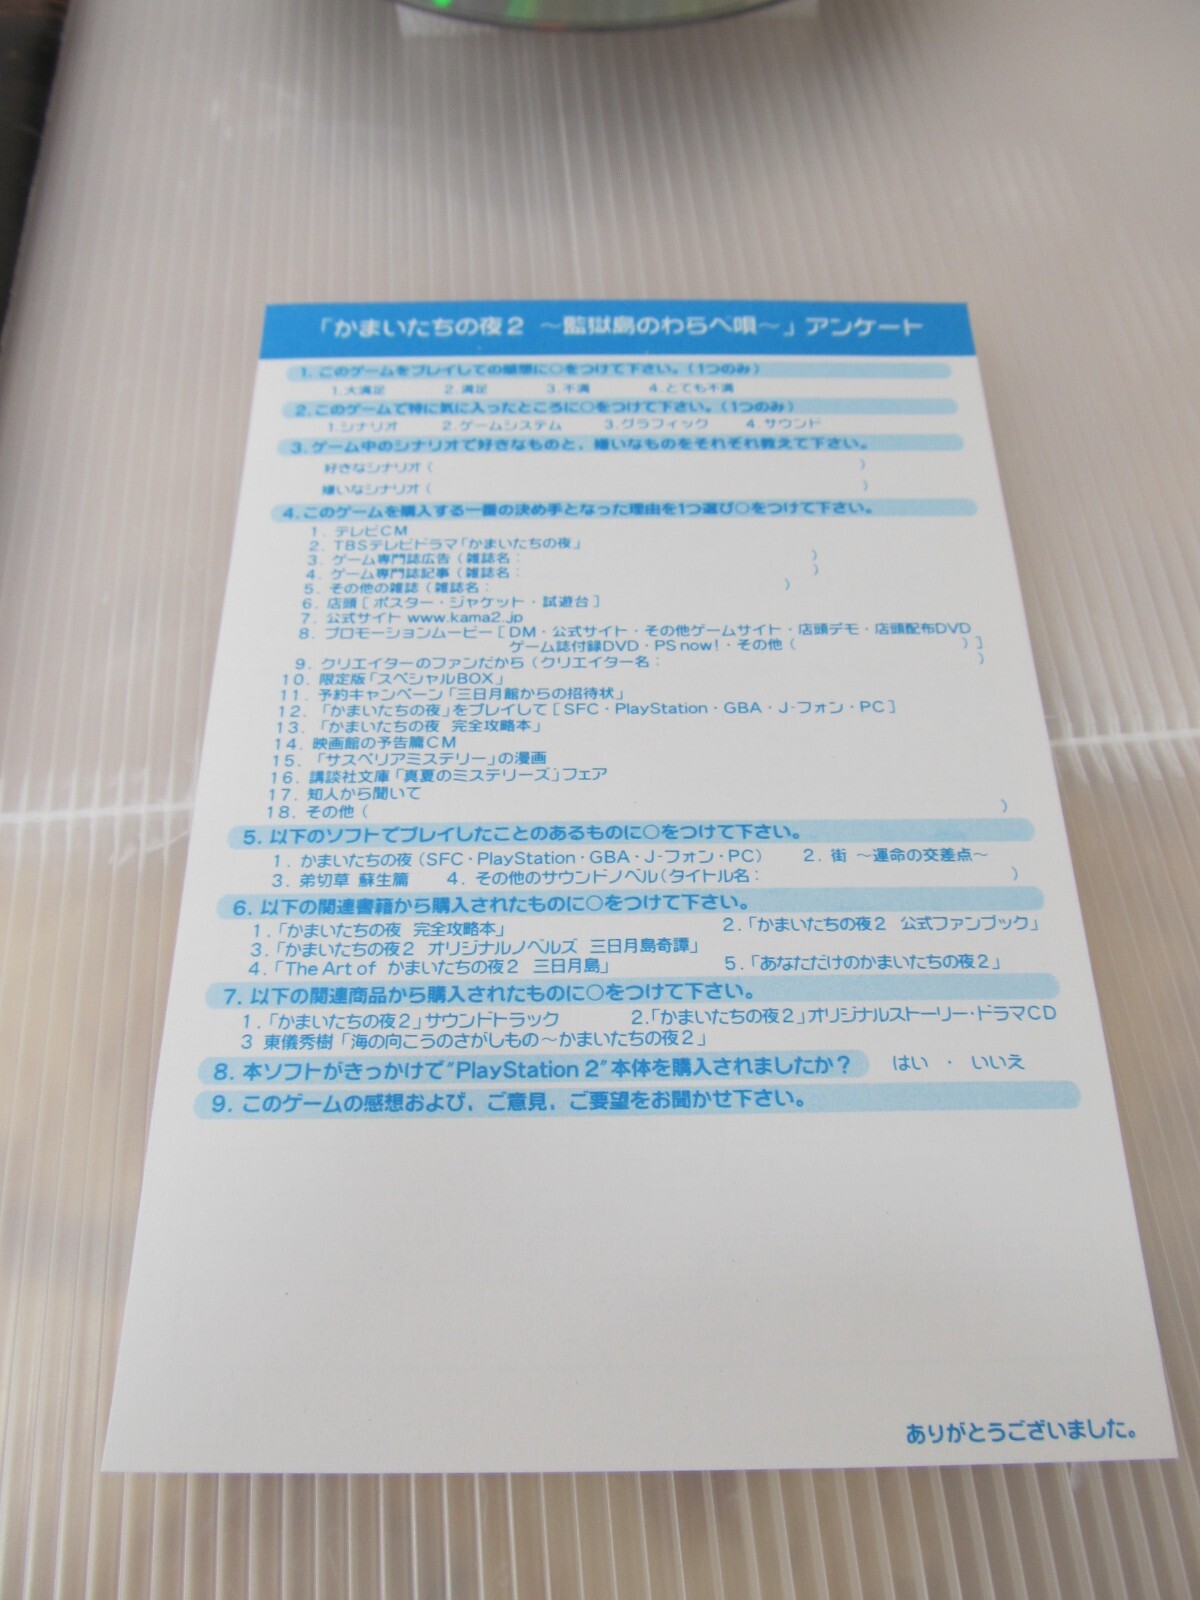 「かまいたちの夜2 ～監獄島のわらべ唄～」アンケート
1. このゲームをプレイしての感想に○をつけて下さい。(1つのみ)
1.大満足 2.満足 3.不満 4.とても不満
2.このゲームで特に気に入ったところに○をつけて下さい。(1つのみ)
1.シナリオ 2.ゲームシステム 3.グラフィック 4.サウンド
3.ゲーム中のシナリオで好きなものと、嫌いなものをそれぞれ教えて下さい。
好きなシナリオ( )
嫌いなシナリオ( )
4.このゲームを購入する一番の決め手となった理由を1つ選び○をつけて下さい。
1. テレビCM
2. TBSテレビドラマ「かまいたちの夜」
3. ゲーム専門誌広告(雑誌名: )
4. ゲーム専門誌記事(雑誌名: )
5. その他の雑誌(雑誌名: )
6. 店頭[ポスター・ジャケット・試遊台]
7. 公式サイト www.kama2.jp
8. プロモーションムービー[DM・公式サイト・その他ゲームサイト・店頭デモ・店頭配布DVD
ゲーム誌付録DVD・PS now!・その他( )]
9. クリエイターのファンだから(クリエイター名: )
10. 限定版「スペシャルBOX」
11. 予約キャンペーン「三日月館からの招待状」
12. 「かまいたちの夜」をプレイして[SFC・PlayStation・GBA・J-フォン・PC]
13. 「かまいたちの夜 完全攻略本」
14. 映画館の予告篇CM
15. 「サスペリアミステリー」の漫画
16. 講談社文庫「真夏のミステリーズ」フェア
17. 知人から聞いて
18. その他( )
5. 以下のソフトでプレイしたことのあるものに○をつけて下さい。
1. かまいたちの夜(SFC・PlayStation・GBA・J-フォン・PC) 2. 街 ～運命の交差点～
3. 弟切草 蘇生篇 4. その他のサウンドノベル(タイトル名: )
6. 以下の関連書籍から購入されたものに○をつけて下さい。
1.「かまいたちの夜 完全攻略本」 2.「かまいたちの夜2 公式ファンブック」
3.「かまいたちの夜2 オリジナルノベルズ 三日月島奇譚」
4.「The Art of かまいたちの夜2 三日月島」 5.「あなただけのかまいたちの夜2」
7. 以下の関連商品から購入されたものに○をつけて下さい。
1.「かまいたちの夜2」サウンドトラック 2.「かまいたちの夜2」オリジナルストーリー・ドラマCD
3 東儀秀樹「海の向こうのさがしもの～かまいたちの夜2」
8. 本ソフトがきっかけで"PlayStation 2"本体を購入されましたか? はい ・ いいえ
9. このゲームの感想および、ご意見、ご要望をお聞かせ下さい。
ありがとうございました。